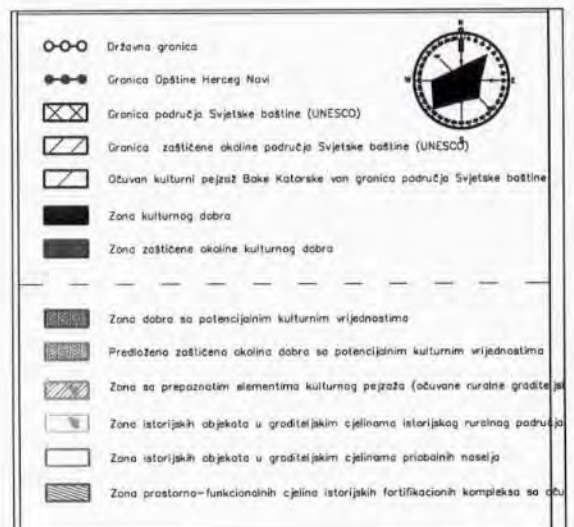 Državna granica
Granica Opštine Herceg Novi
Granica područja Svjetske baštine (UNESCO)
Granica zaštićene okoline područja Svjetske baštine (UNESCO)
Očuvan kulturni pejzaž Boke Kotorske van granica područja Svjetske baštine
Zona kulturnog dobra
Zona zaštićene okoline kulturnog dobra
N
W
E
S
Zona dobra sa potencijalnim kulturnim vrijednostima
Predložena zaštićena okolina dobra sa potencijalnim kulturnim vrijednostima
Zona sa prepoznatim elementima kulturnog pejzaža (očuvane ruralne graditeljsk
Zona istorijskih objekata u graditeljskim cjelinama istorijskog ruralnog područja
Zona istorijskih objekata u graditeljskim cjelinama priobalnih naselja
Zona prostorno-funkcionalnih cjelina istorijskih fortifikacionih kompleksa sa oču